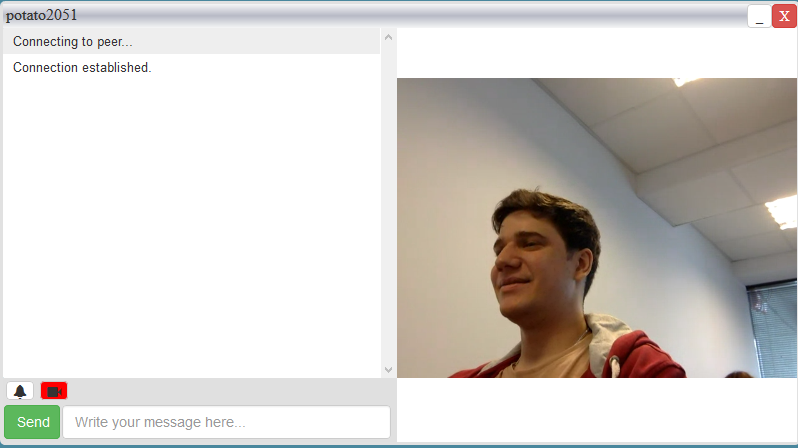 potato2051
_ X
Connecting to peer...
Connection established.
Send Write your message here...